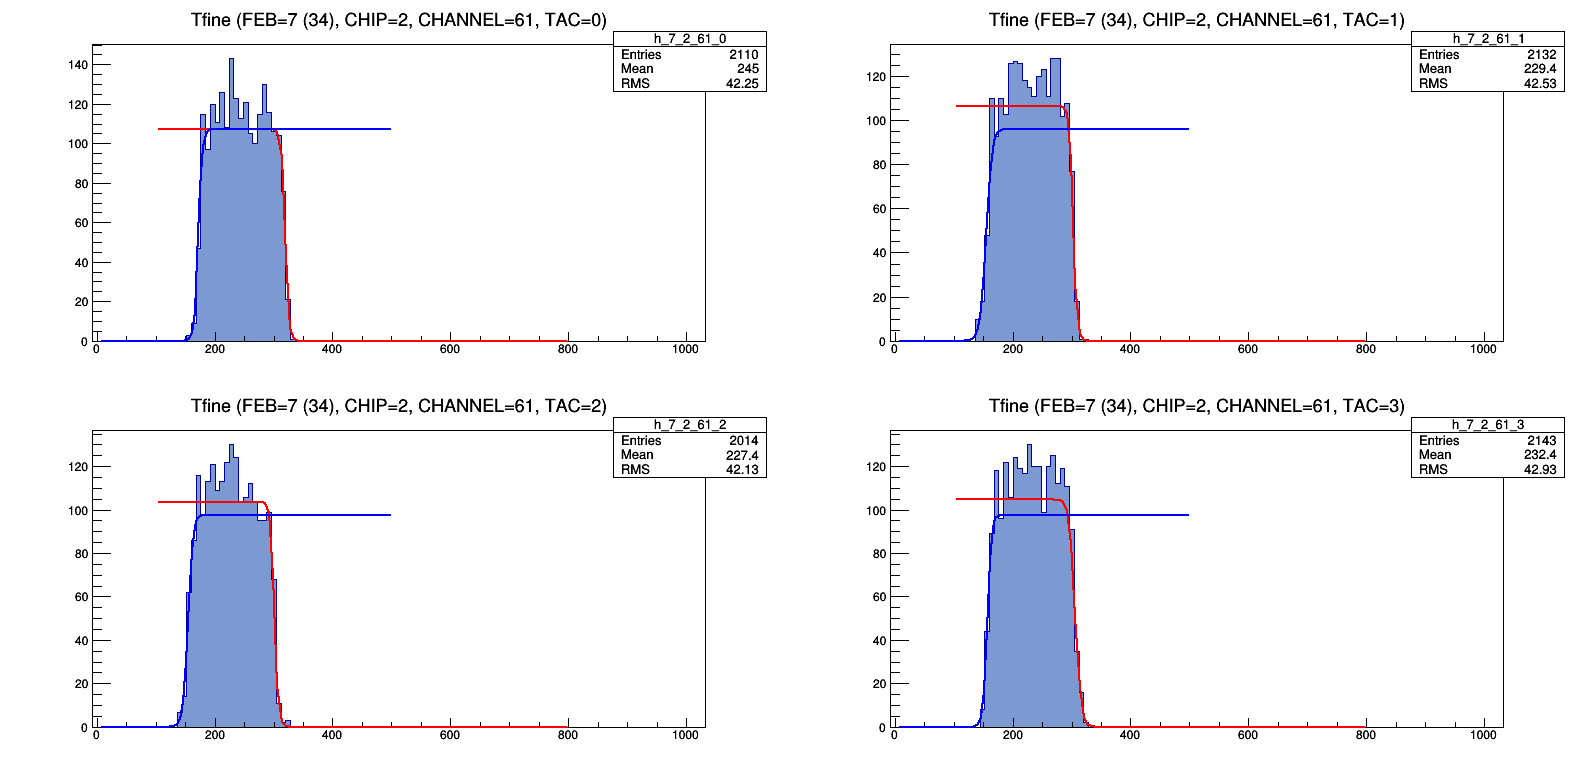 Tfine (FEB=7 (34), CHIP=2, CHANNEL=61, TAC=0)
h_7_2_61_0
Entries 2110
Mean 245
RMS 42.25
140
120
100
80
60
40
20
0
0 200 400 600 800 1000
Tfine (FEB=7 (34), CHIP=2, CHANNEL=61, TAC=1)
h_7_2_61_1
Entries 2132
Mean 229.4
RMS 42.53
120
100
80
60
40
20
0
0 200 400 600 800 1000
Tfine (FEB=7 (34), CHIP=2, CHANNEL=61, TAC=2)
h_7_2_61_2
Entries 2014
Mean 227.4
RMS 42.13
120
100
80
60
40
20
0
0 200 400 600 800 1000
Tfine (FEB=7 (34), CHIP=2, CHANNEL=61, TAC=3)
h_7_2_61_3
Entries 2143
Mean 232.4
RMS 42.93
120
100
80
60
40
20
0
0 200 400 600 800 1000